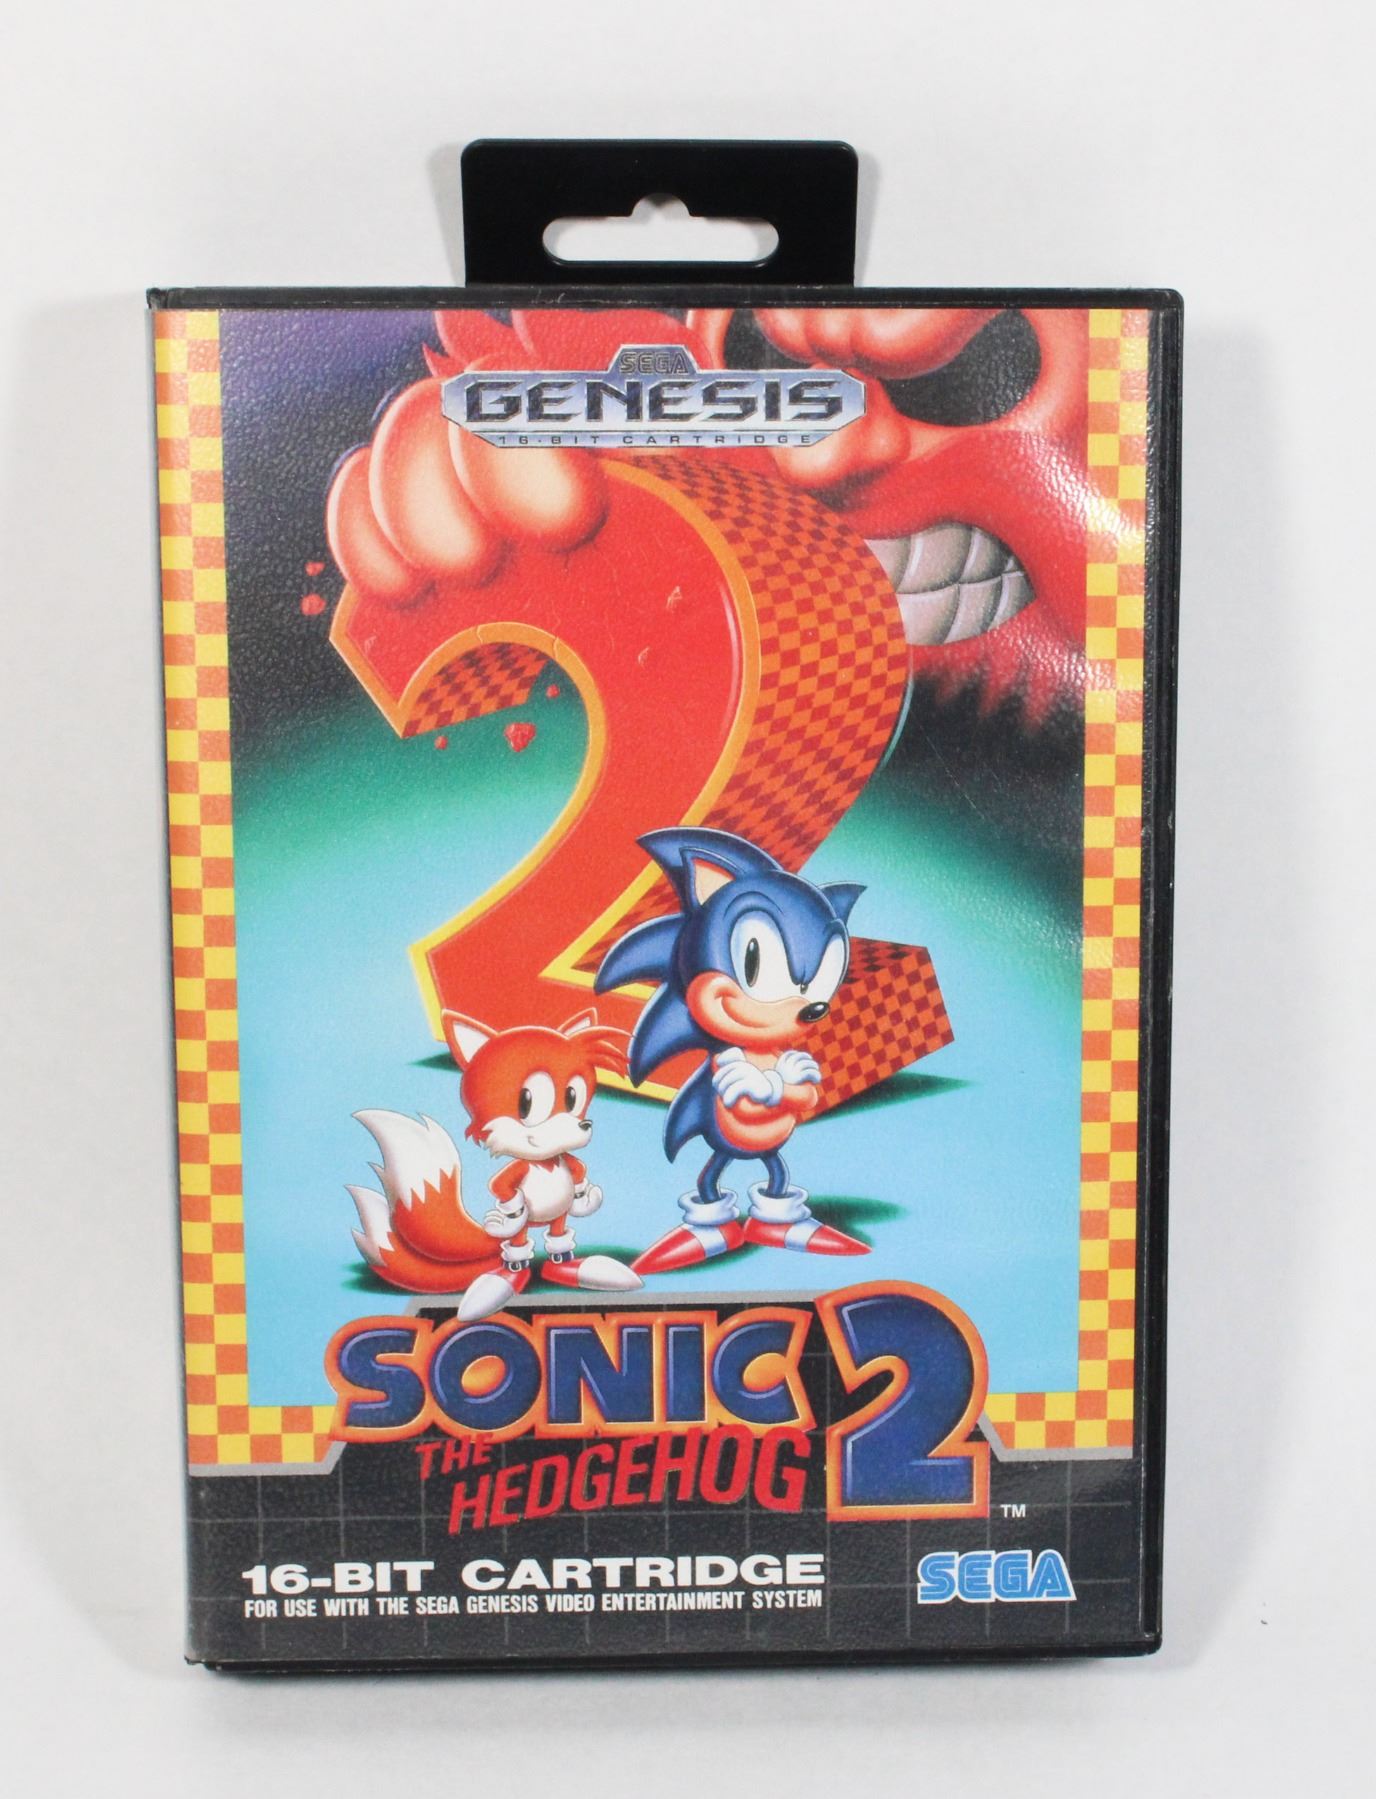 SEGA
GENESIS
16-BIT CARTRIDGE
SONIC 2
THE
HEDGEHOG
TM
16-BIT CARTRIDGE
FOR USE WITH THE SEGA GENESIS VIDEO ENTERTAINMENT SYSTEM
SEGA